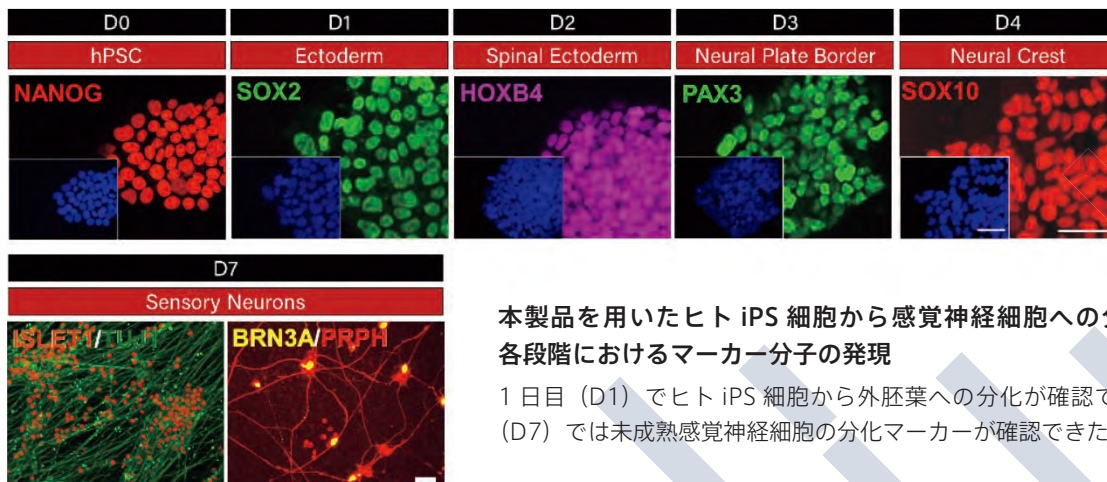 D0 D1 D2 D3 D4
hPSC Ectoderm Spinal Ectoderm Neural Plate Border Neural Crest
NANOG SOX2 HOXB4 PAX3 SOX10
D7
Sensory Neurons
ISLET1/TUJ1 BRN3A/PRPH
本製品を用いたヒト iPS 細胞から感覚神経細胞への
各段階におけるマーカー分子の発現
1 日目（D1）でヒト iPS 細胞から外胚葉への分化が確認で
（D7）では未成熟感覚神経細胞の分化マーカーが確認できた